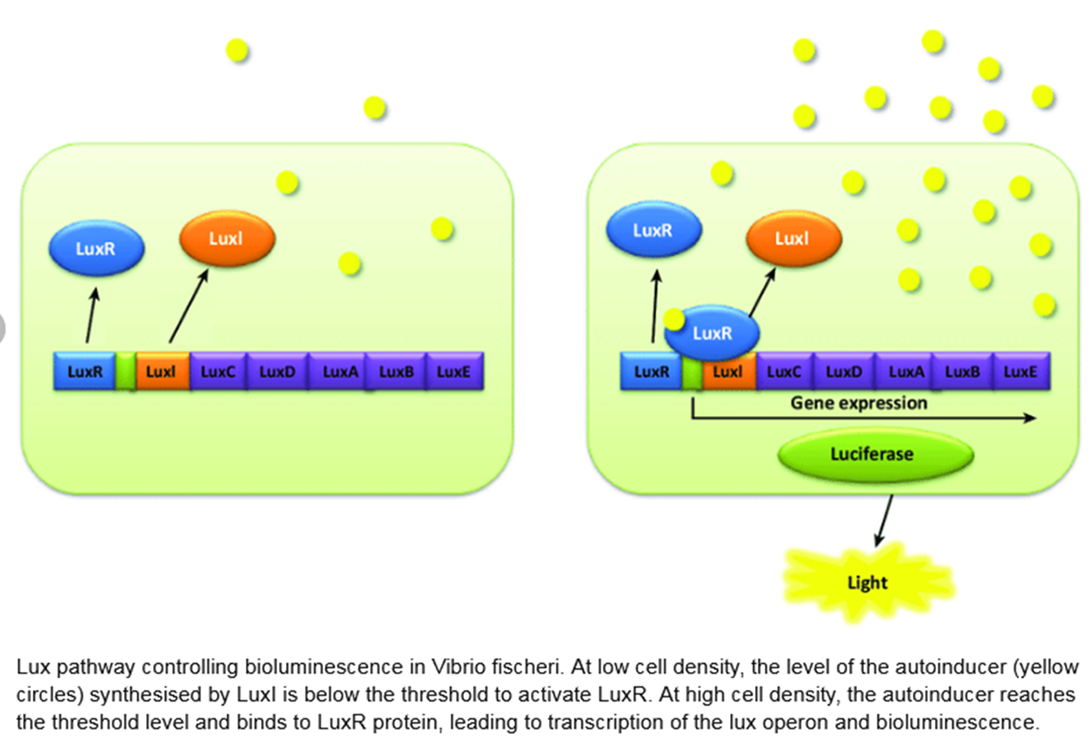 LuxR
LuxI
LuxR LuxI LuxC LuxD LuxA LuxB LuxE
LuxR
LuxI
LuxR
LuxR LuxI LuxC LuxD LuxA LuxB LuxE
Gene expression
Luciferase
Light
Lux pathway controlling bioluminescence in Vibrio fischeri. At low cell density, the level of the autoinducer (yellow
circles) synthesised by LuxI is below the threshold to activate LuxR. At high cell density, the autoinducer reaches
the threshold level and binds to LuxR protein, leading to transcription of the lux operon and bioluminescence.